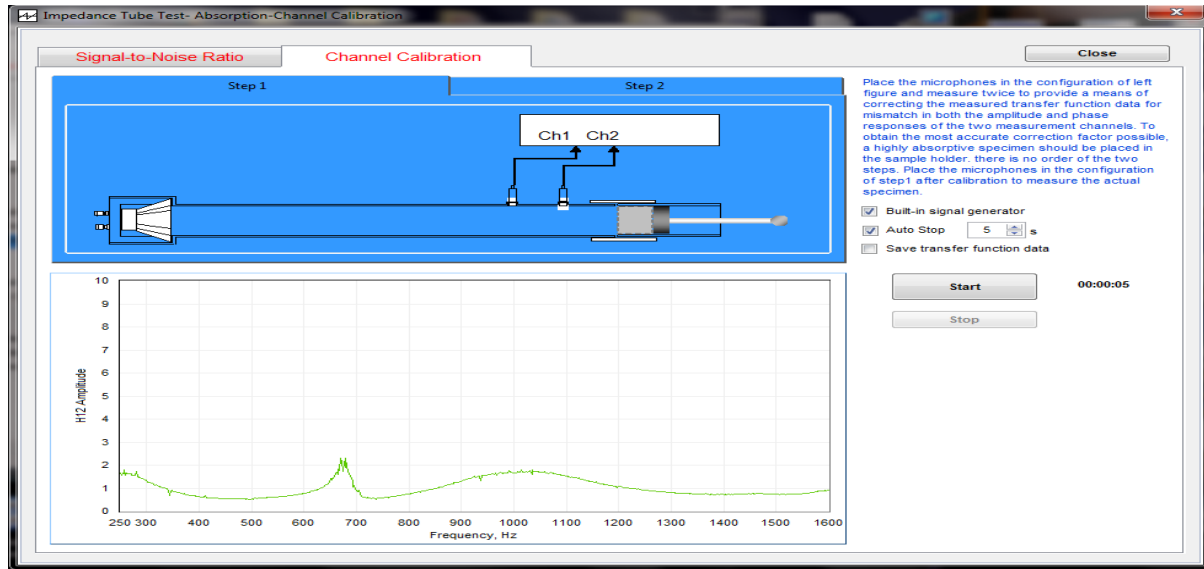 Impedance Tube Test- Absorption-Channel Calibration
Signal-to-Noise Ratio
Channel Calibration
Close
Step 1
Step 2
Ch1 Ch2
Place the microphones in the configuration of left
figure and measure twice to provide a means of
correcting the measured transfer function data for
mismatch in both the amplitude and phase
responses of the two measurement channels. To
obtain the most accurate correction factor possible,
a highly absorptive specimen should be placed in
the sample holder. there is no order of the two
steps. Place the microphones in the configuration
of step1 after calibration to measure the actual
specimen.
Built-in signal generator
Auto Stop 5 s
Save transfer function data
Start
00:00:05
Stop
H12 Amplitude
10
9
8
7
6
5
4
3
2
1
0
250 300 400 500 600 700 800 900 1000 1100 1200 1300 1400 1500 1600
Frequency, Hz